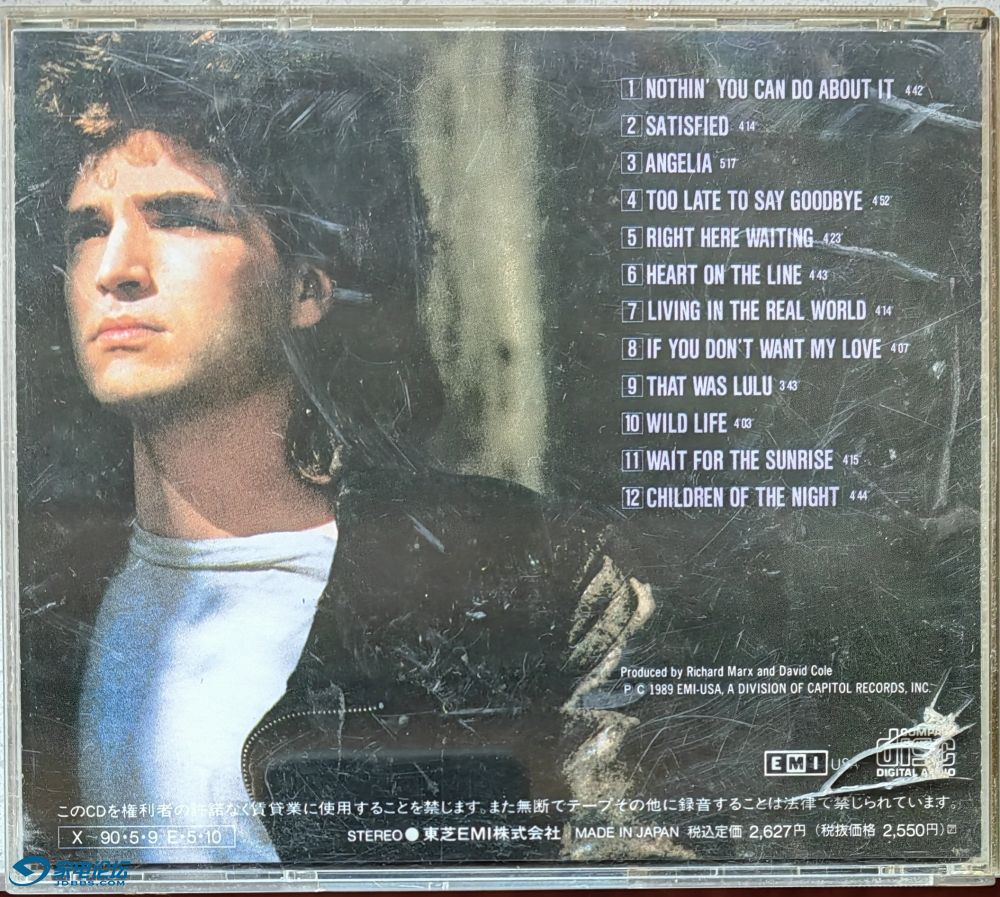 1 NOTHIN' YOU CAN DO ABOUT IT 4:42
2 SATISFIED 4:14
3 ANGELIA 5:17
4 TOO LATE TO SAY GOODBYE 4:52
5 RIGHT HERE WAITING 4:23
6 HEART ON THE LINE 4:43
7 LIVING IN THE REAL WORLD 4:14
8 IF YOU DON'T WANT MY LOVE 4:07
9 THAT WAS LULU 3:43
10 WILD LIFE 4:03
11 WAIT FOR THE SUNRISE 4:15
12 CHILDREN OF THE NIGHT 4:44
Produced by Richard Marx and David Cole
P C 1989 EMI-USA, A DIVISION OF CAPITOL RECORDS, INC.
EMI USA
COMPACT
disc
DIGITAL AUDIO
このCDを権利者の許諾なく賃貸業に使用することを禁じます。また無断でテープその他に録音することは法律で禁じられています。
X－90・5・9 E・5・10
STEREO ● 東芝EMI株式会社 MADE IN JAPAN 税込定価 2,627円 (税抜価格 2,550円)
家电论坛
JDBBS.COM